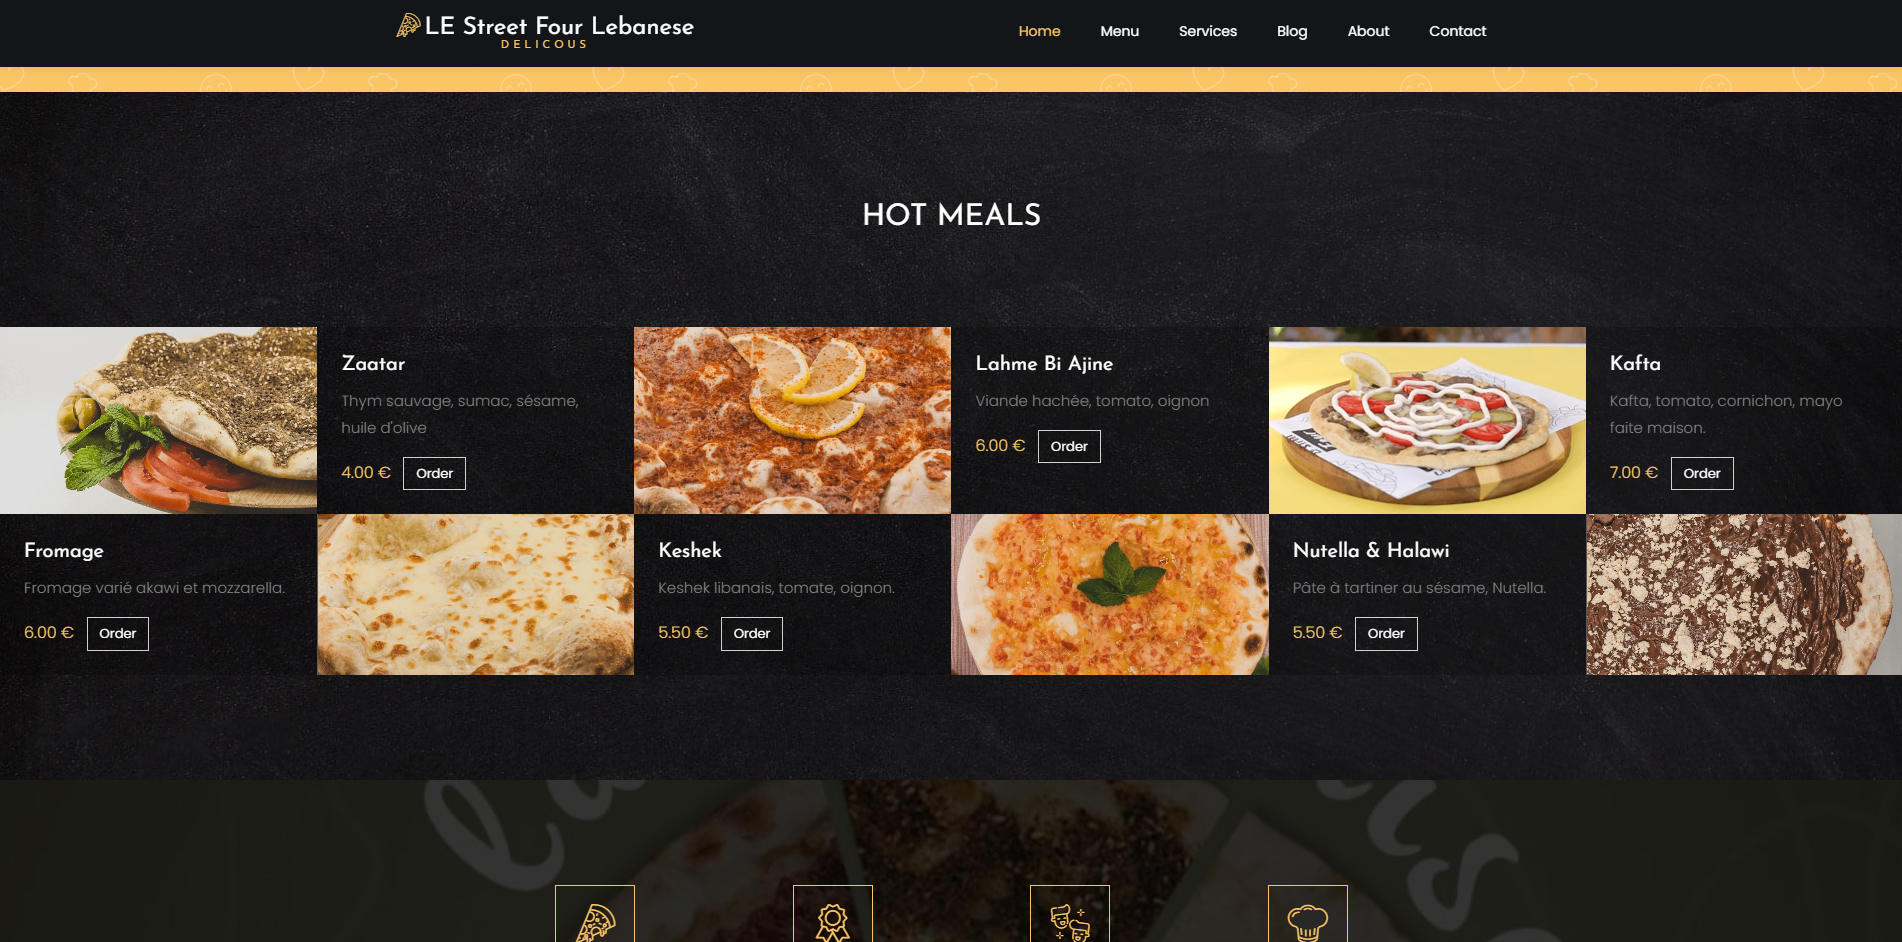 LE Street Four Lebanese
DELICOUS
Home
Menu
Services
Blog
About
Contact
HOT MEALS
Zaatar
Thym sauvage, sumac, sésame,
huile d'olive
4.00 €
Order
Lahme Bi Ajine
Viande hachée, tomato, oignon
6.00 €
Order
Kafta
Kafta, tomato, cornichon, mayo
faite maison.
7.00 €
Order
Fromage
Fromage varié akawi et mozzarella.
6.00 €
Order
Keshek
Keshek libanais, tomate, oignon.
5.50 €
Order
Nutella & Halawi
Pâte à tartiner au sésame, Nutella.
5.50 €
Order